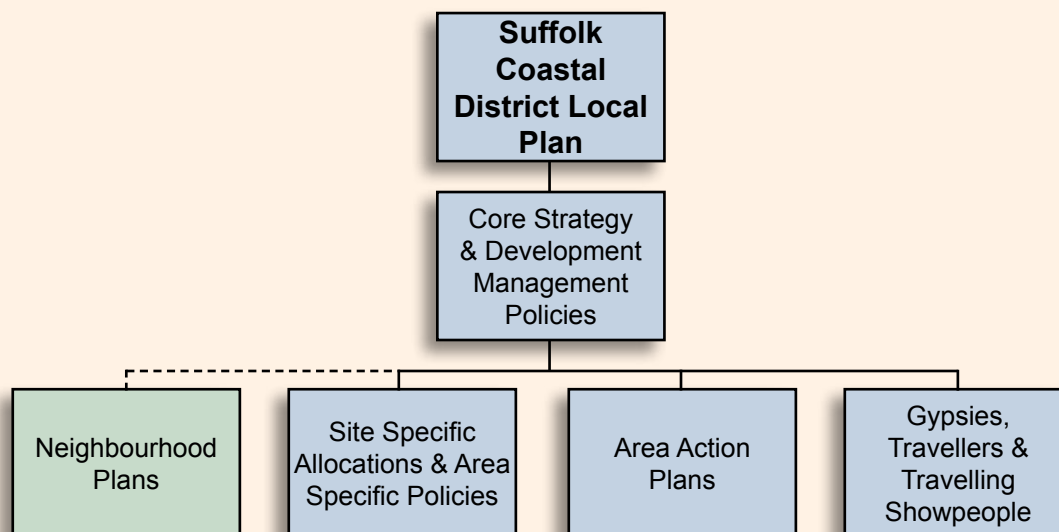 Suffolk
Coastal
District Local
Plan
Core Strategy
& Development
Management
Policies
Neighbourhood
Plans
Site Specific
Allocations & Area
Specific Policies
Area Action
Plans
Gypsies,
Travellers &
Travelling
Showpeople